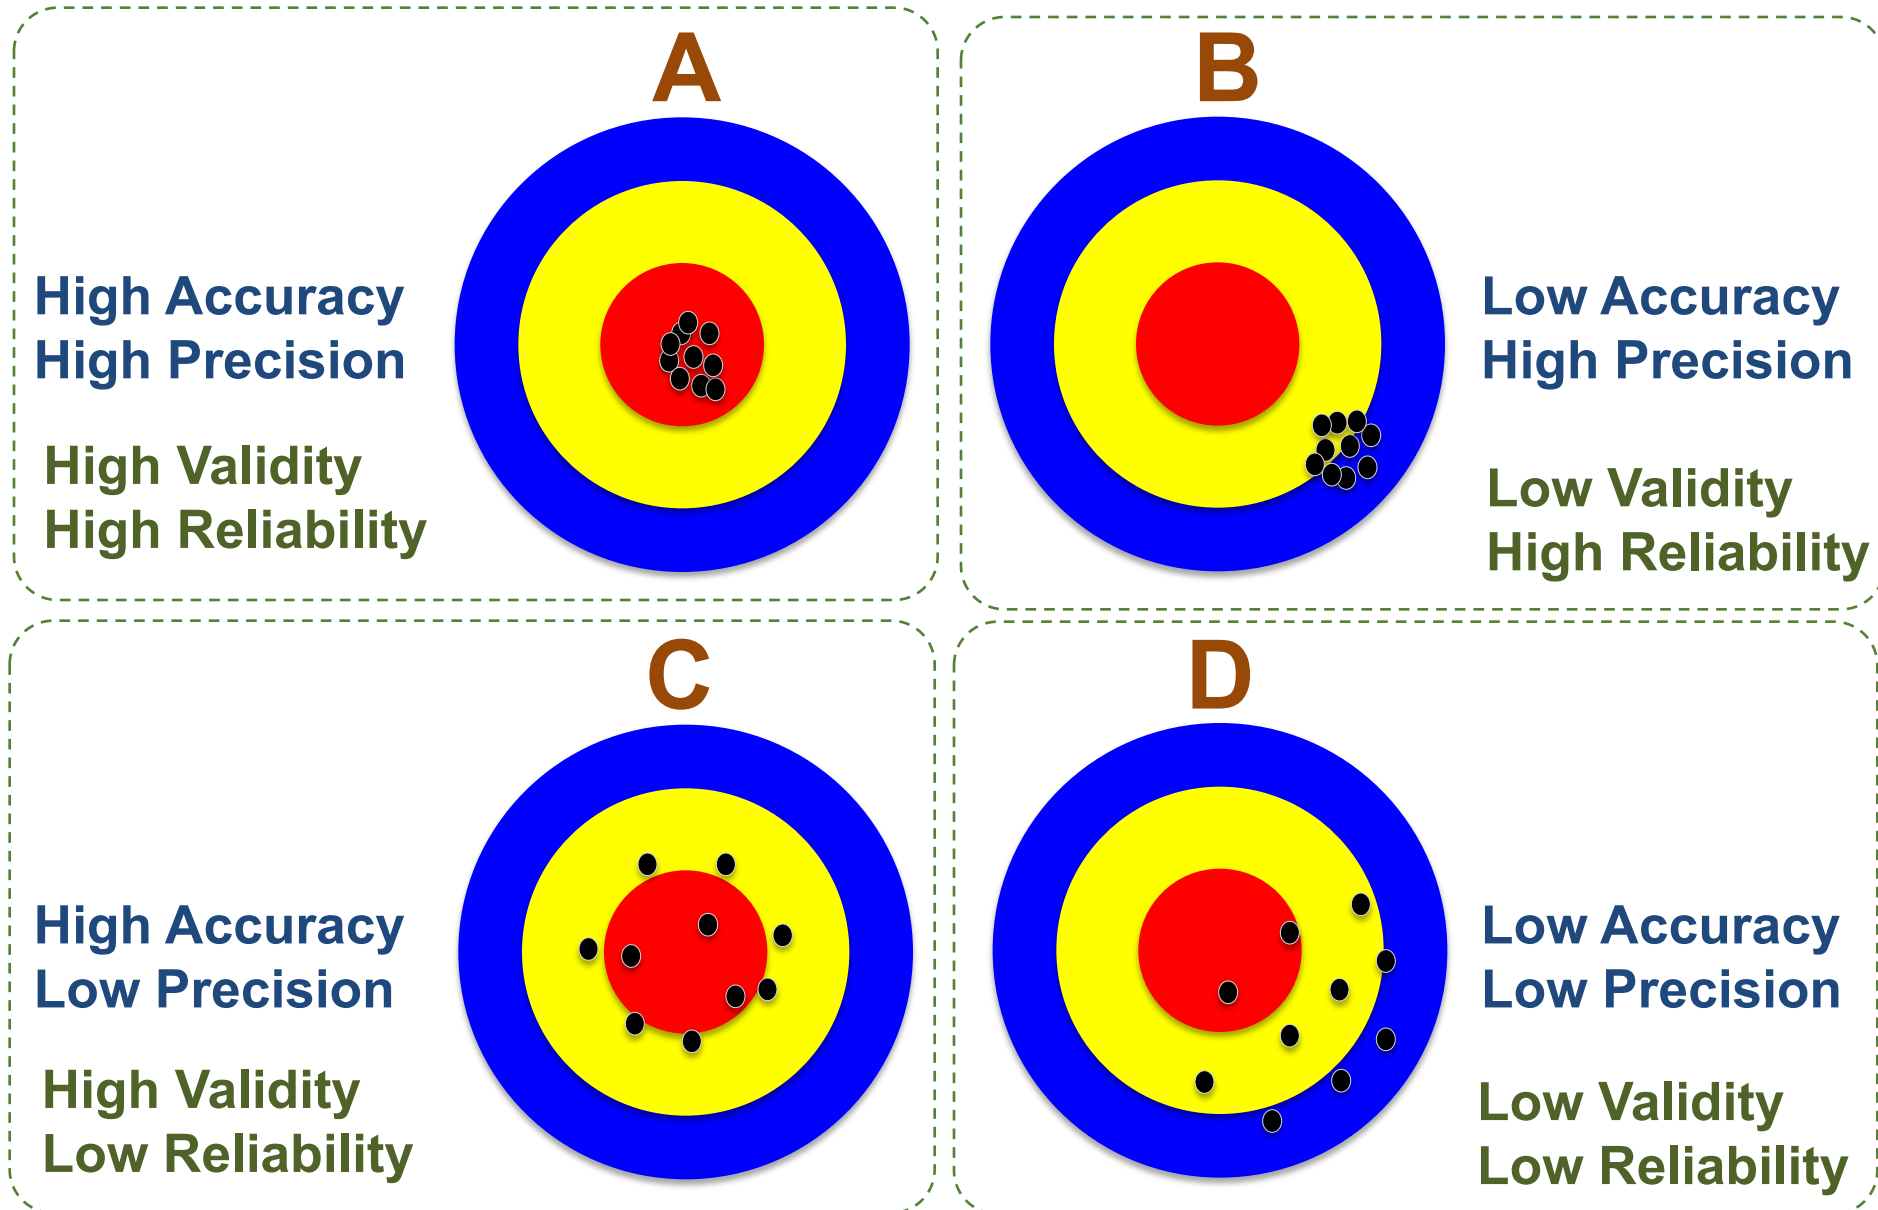 A
High Accuracy
High Precision
High Validity
High Reliability
B
Low Accuracy
High Precision
Low Validity
High Reliability
C
High Accuracy
Low Precision
High Validity
Low Reliability
D
Low Accuracy
Low Precision
Low Validity
Low Reliability